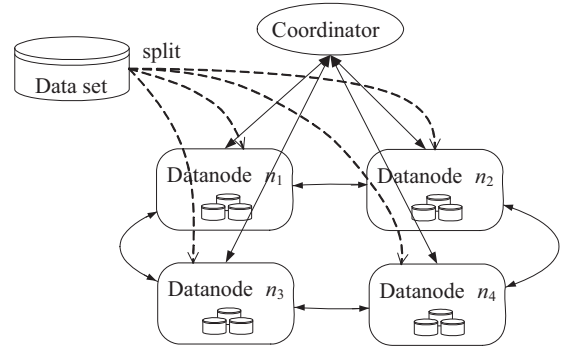 Coordinator
split
Data set
Datanode n1
Datanode n2
Datanode n3
Datanode n4